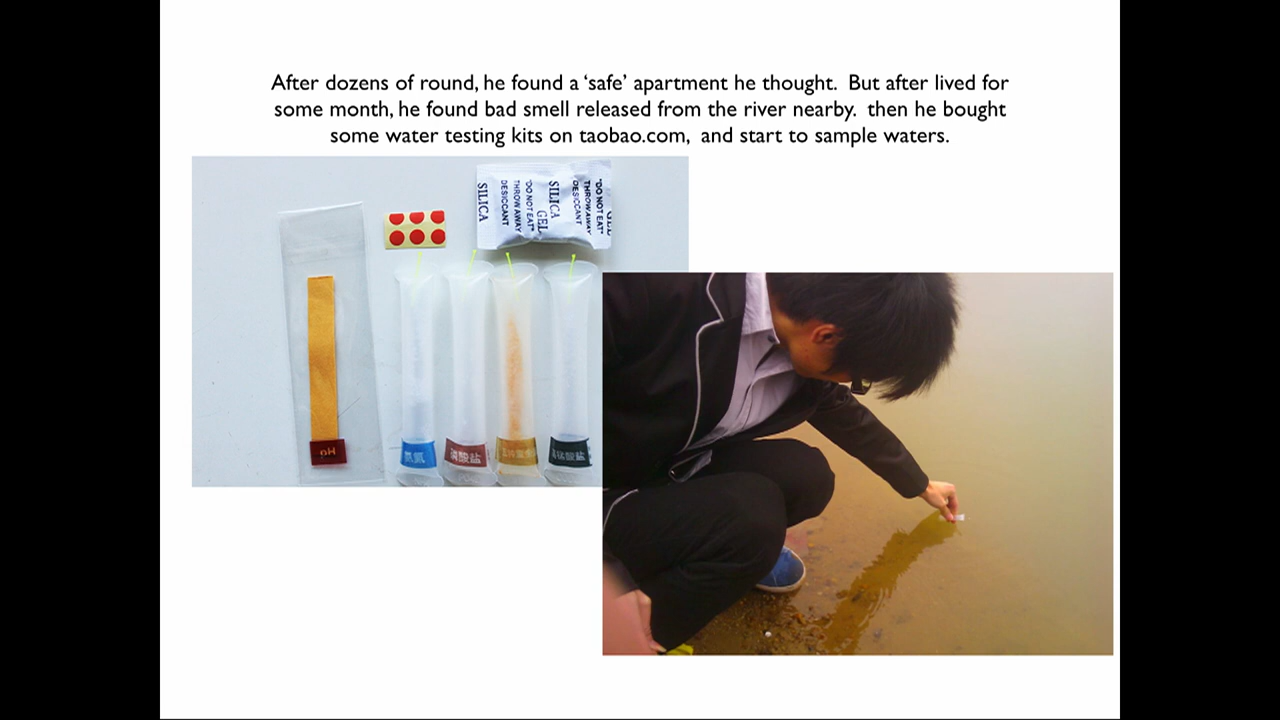 After dozens of round, he found a ‘safe’ apartment he thought.  But after lived for
some month, he found bad smell released from the river nearby.  then he bought
some water testing kits on taobao.com,  and start to sample waters.
SILICA
DESICCANT
THROW AWAY
"DO NOT EAT"
SILICA
GEL
DESICCANT
THROW AWAY
"DO NOT EAT"
pH
氨氮
磷酸盐